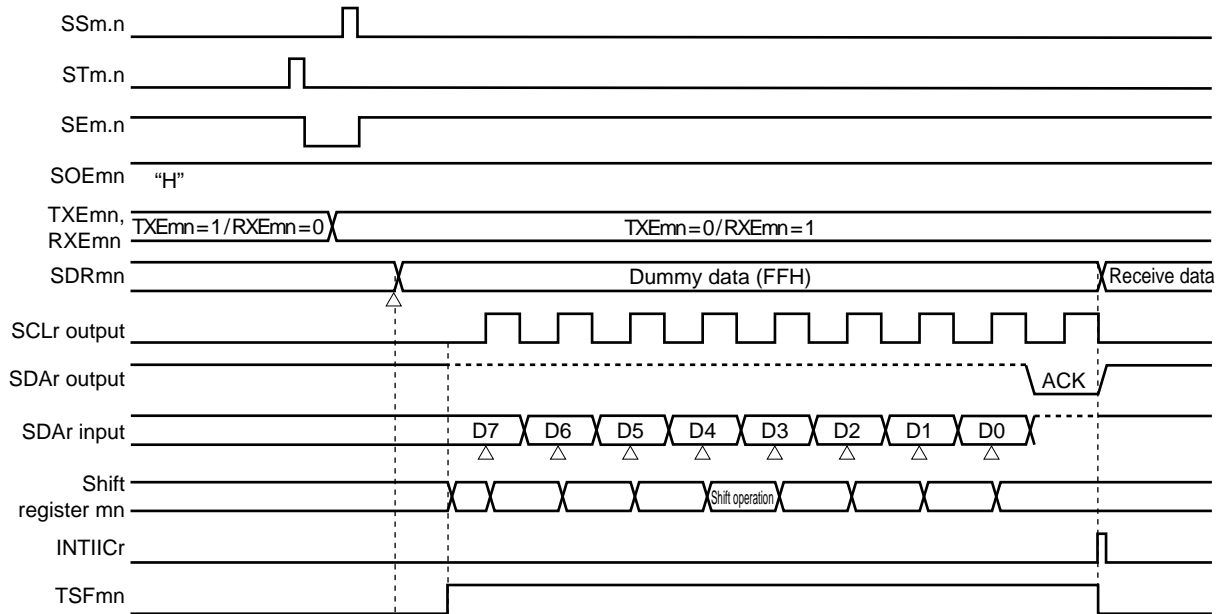 SSm.n
STm.n
SEm.n
SOEmn “H”
TXEmn,
RXEmn
TXEmn=1/RXEmn=0 TXEmn=0/RXEmn=1
SDRmn Dummy data (FFH) Receive data
SCLr output
SDAr output ACK
SDAr input D7 D6 D5 D4 D3 D2 D1 D0
Shift
register mn
Shift operation
INTIICr
TSFmn